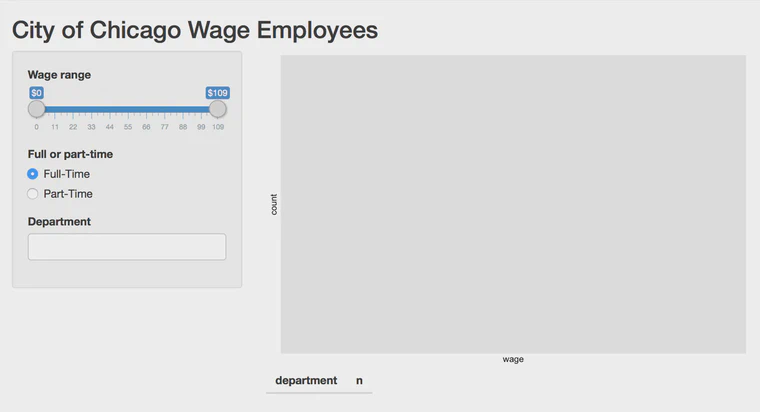 City of Chicago Wage Employees
Wage range
$0 $109
0 11 22 33 44 55 66 77 88 99 109
Full or part-time
Full-Time
Part-Time
Department
count
wage
department n